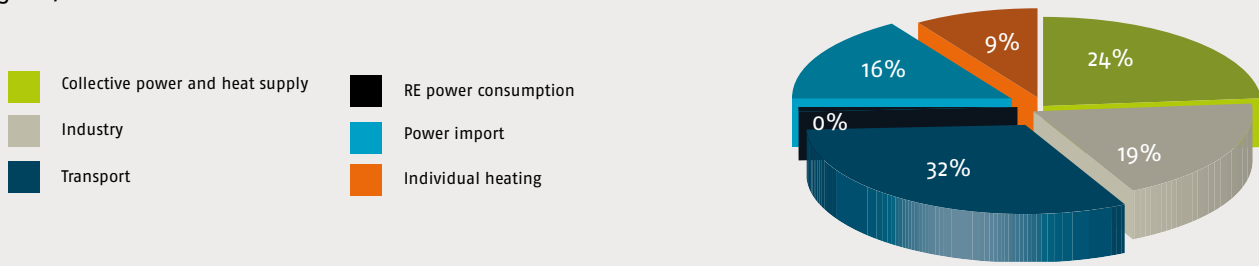 Collective power and heat supply
Industry
Transport
RE power consumption
Power import
Individual heating
9%
24%
16%
0%
19%
32%